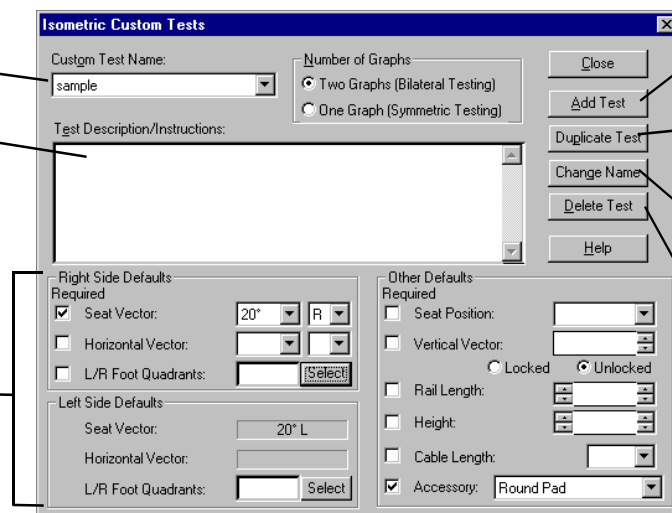 Isometric Custom Tests
Custom Test Name:
sample
Number of Graphs
Two Graphs (Bilateral Testing)
One Graph (Symmetric Testing)
Test Description/Instructions:
Close
Add Test
Duplicate Test
Change Name
Delete Test
Help
Right Side Defaults
Required
Seat Vector: 20° R
Horizontal Vector:
L/R Foot Quadrants: Select
Left Side Defaults
Seat Vector: 20° L
Horizontal Vector:
L/R Foot Quadrants: Select
Other Defaults
Required
Seat Position:
Vertical Vector:
Locked Unlocked
Rail Length:
Height:
Cable Length:
Accessory: Round Pad